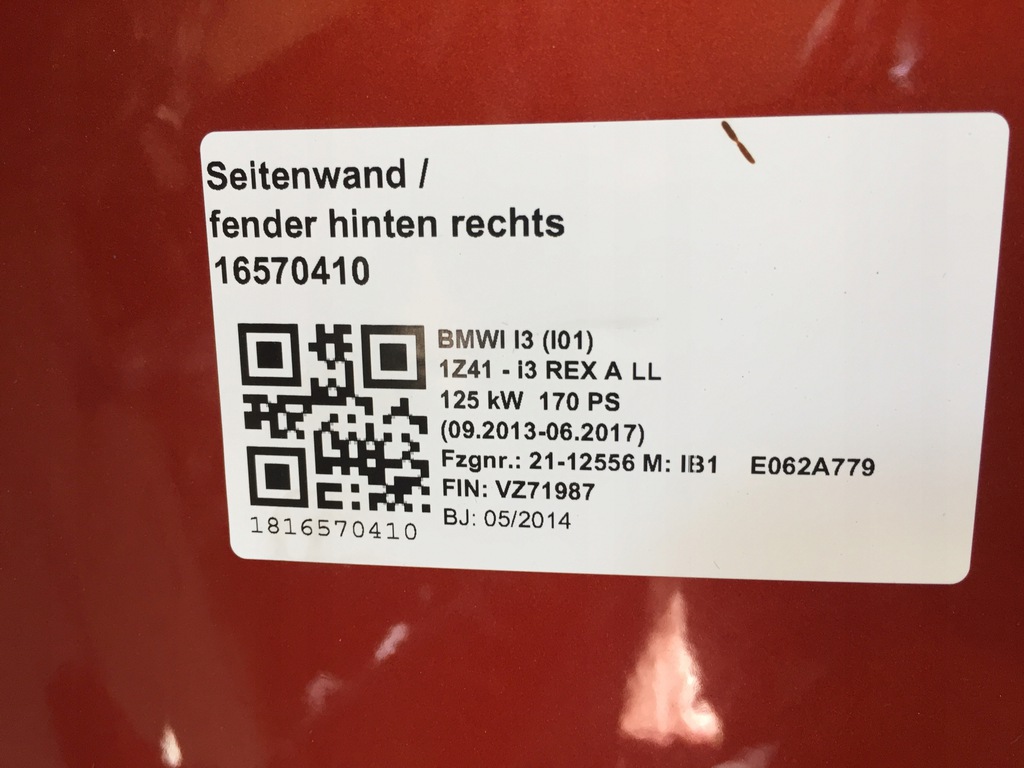 Seitenwand /
fender hinten rechts
16570410
BMWI I3 (I01)
1Z41 - i3 REX A LL
125 kW 170 PS
(09.2013-06.2017)
Fzgnr.: 21-12556 M: IB1 E062A779
FIN: VZ71987
BJ: 05/2014
1816570410